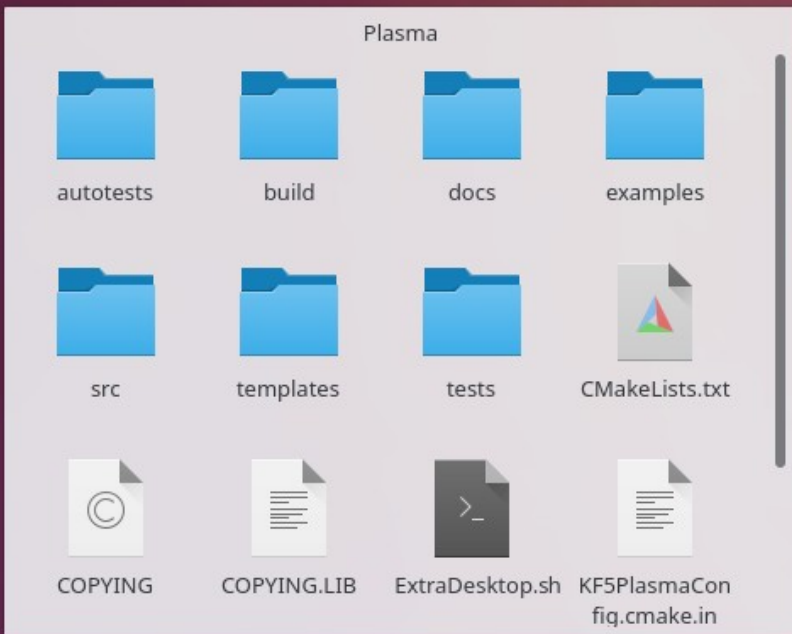 Plasma
autotests
build
docs
examples
src
templates
tests
CMakeLists.txt
COPYING
COPYING.LIB
ExtraDesktop.sh
KF5PlasmaCon
fig.cmake.in